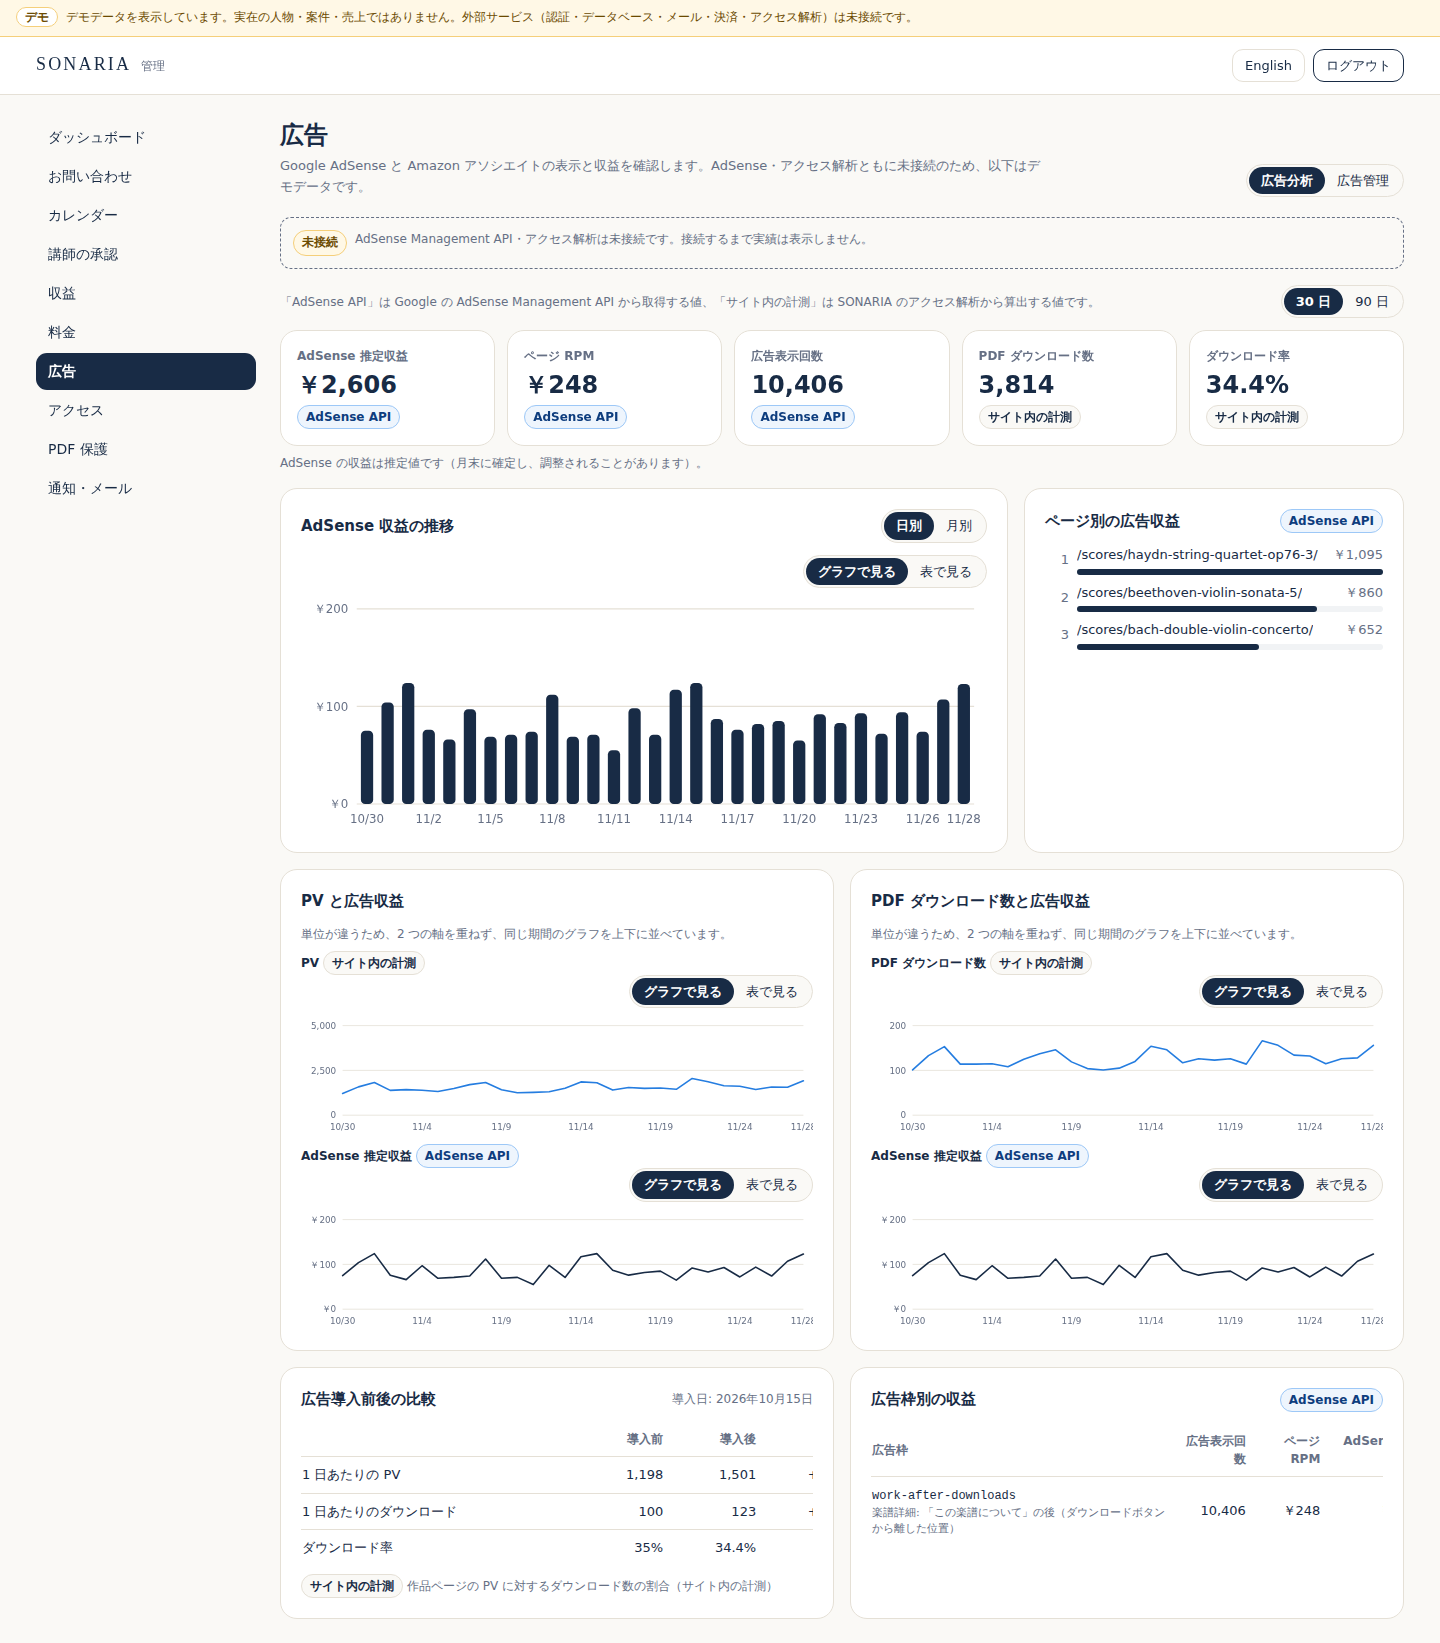 デモ デモデータを表示しています。実在の人物・案件・売上ではありません。外部サービス（認証・データベース・メール・決済・アクセス解析）は未接続です。
SONARIA 管理
English ログアウト
ダッシュボード
お問い合わせ
カレンダー
講師の承認
収益
料金
広告
アクセス
PDF 保護
通知・メール
広告
Google AdSense と Amazon アソシエイトの表示と収益を確認します。AdSense・アクセス解析ともに未接続のため、以下はデ
モデータです。
広告分析 広告管理
未接続 AdSense Management API・アクセス解析は未接続です。接続するまで実績は表示しません。
「AdSense API」は Google の AdSense Management API から取得する値、「サイト内の計測」は SONARIA のアクセス解析から算出する値です。
30 日 90 日
AdSense 推定収益
￥2,606
AdSense API
ページ RPM
￥248
AdSense API
広告表示回数
10,406
AdSense API
PDF ダウンロード数
3,814
サイト内の計測
ダウンロード率
34.4%
サイト内の計測
AdSense の収益は推定値です（月末に確定し、調整されることがあります）。
AdSense 収益の推移
日別 月別
グラフで見る 表で見る
￥200
￥100
￥0
10/30 11/2 11/5 11/8 11/11 11/14 11/17 11/20 11/23 11/26 11/28
ページ別の広告収益 AdSense API
1 /scores/haydn-string-quartet-op76-3/ ￥1,095
2 /scores/beethoven-violin-sonata-5/ ￥860
3 /scores/bach-double-violin-concerto/ ￥652
PV と広告収益
単位が違うため、2 つの軸を重ねず、同じ期間のグラフを上下に並べています。
PV サイト内の計測
グラフで見る 表で見る
5,000
2,500
0
10/30 11/4 11/9 11/14 11/19 11/24 11/28
AdSense 推定収益 AdSense API
グラフで見る 表で見る
￥200
￥100
￥0
10/30 11/4 11/9 11/14 11/19 11/24 11/28
PDF ダウンロード数と広告収益
単位が違うため、2 つの軸を重ねず、同じ期間のグラフを上下に並べています。
PDF ダウンロード数 サイト内の計測
グラフで見る 表で見る
200
100
0
10/30 11/4 11/9 11/14 11/19 11/24 11/28
AdSense 推定収益 AdSense API
グラフで見る 表で見る
￥200
￥100
￥0
10/30 11/4 11/9 11/14 11/19 11/24 11/28
広告導入前後の比較 導入日: 2026年10月15日
導入前 導入後
1 日あたりの PV 1,198 1,501
1 日あたりのダウンロード 100 123
ダウンロード率 35% 34.4%
サイト内の計測 作品ページの PV に対するダウンロード数の割合（サイト内の計測）
広告枠別の収益 AdSense API
広告枠 広告表示回
数
ページ
RPM
work-after-downloads
楽譜詳細: 「この楽譜について」の後（ダウンロードボタン
から離した位置）
10,406 ￥248